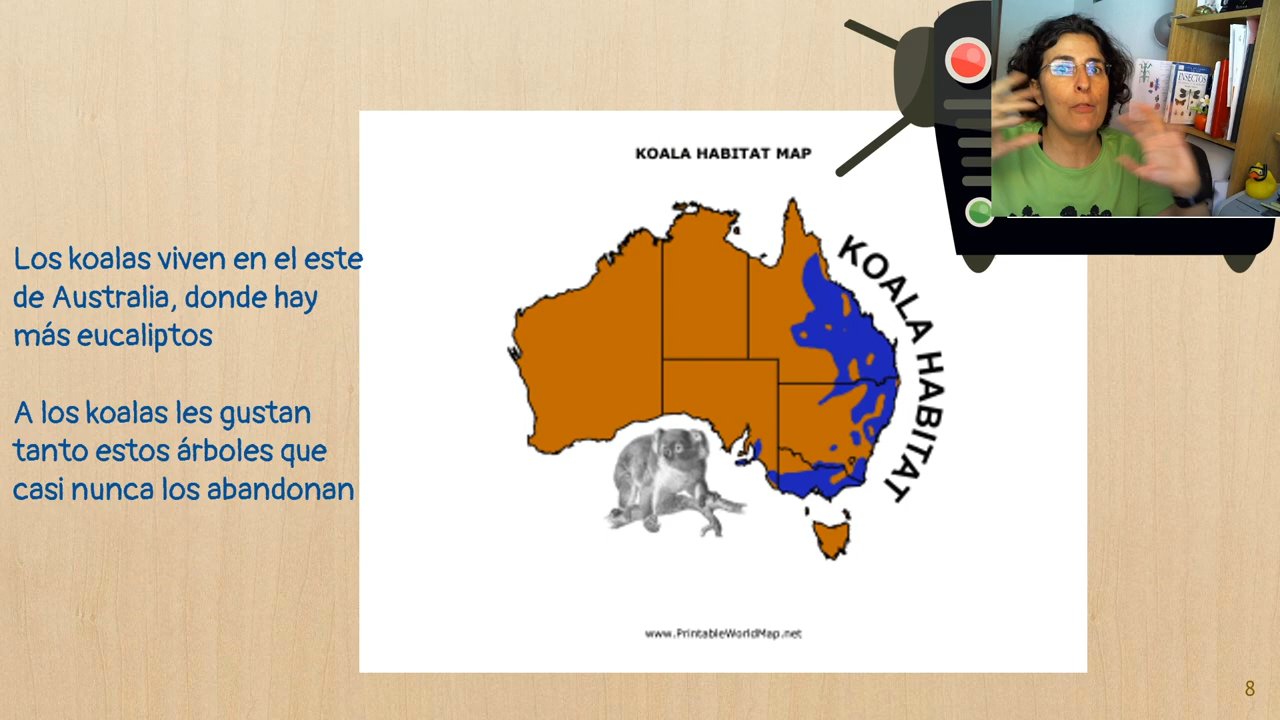 Los koalas viven en el este
de Australia, donde hay
más eucaliptos
A los koalas les gustan
tanto estos árboles que
casi nunca los abandonan
KOALA HABITAT MAP
KOALA HABITAT
www.PrintableWorldMap.net
INSECTOS
8